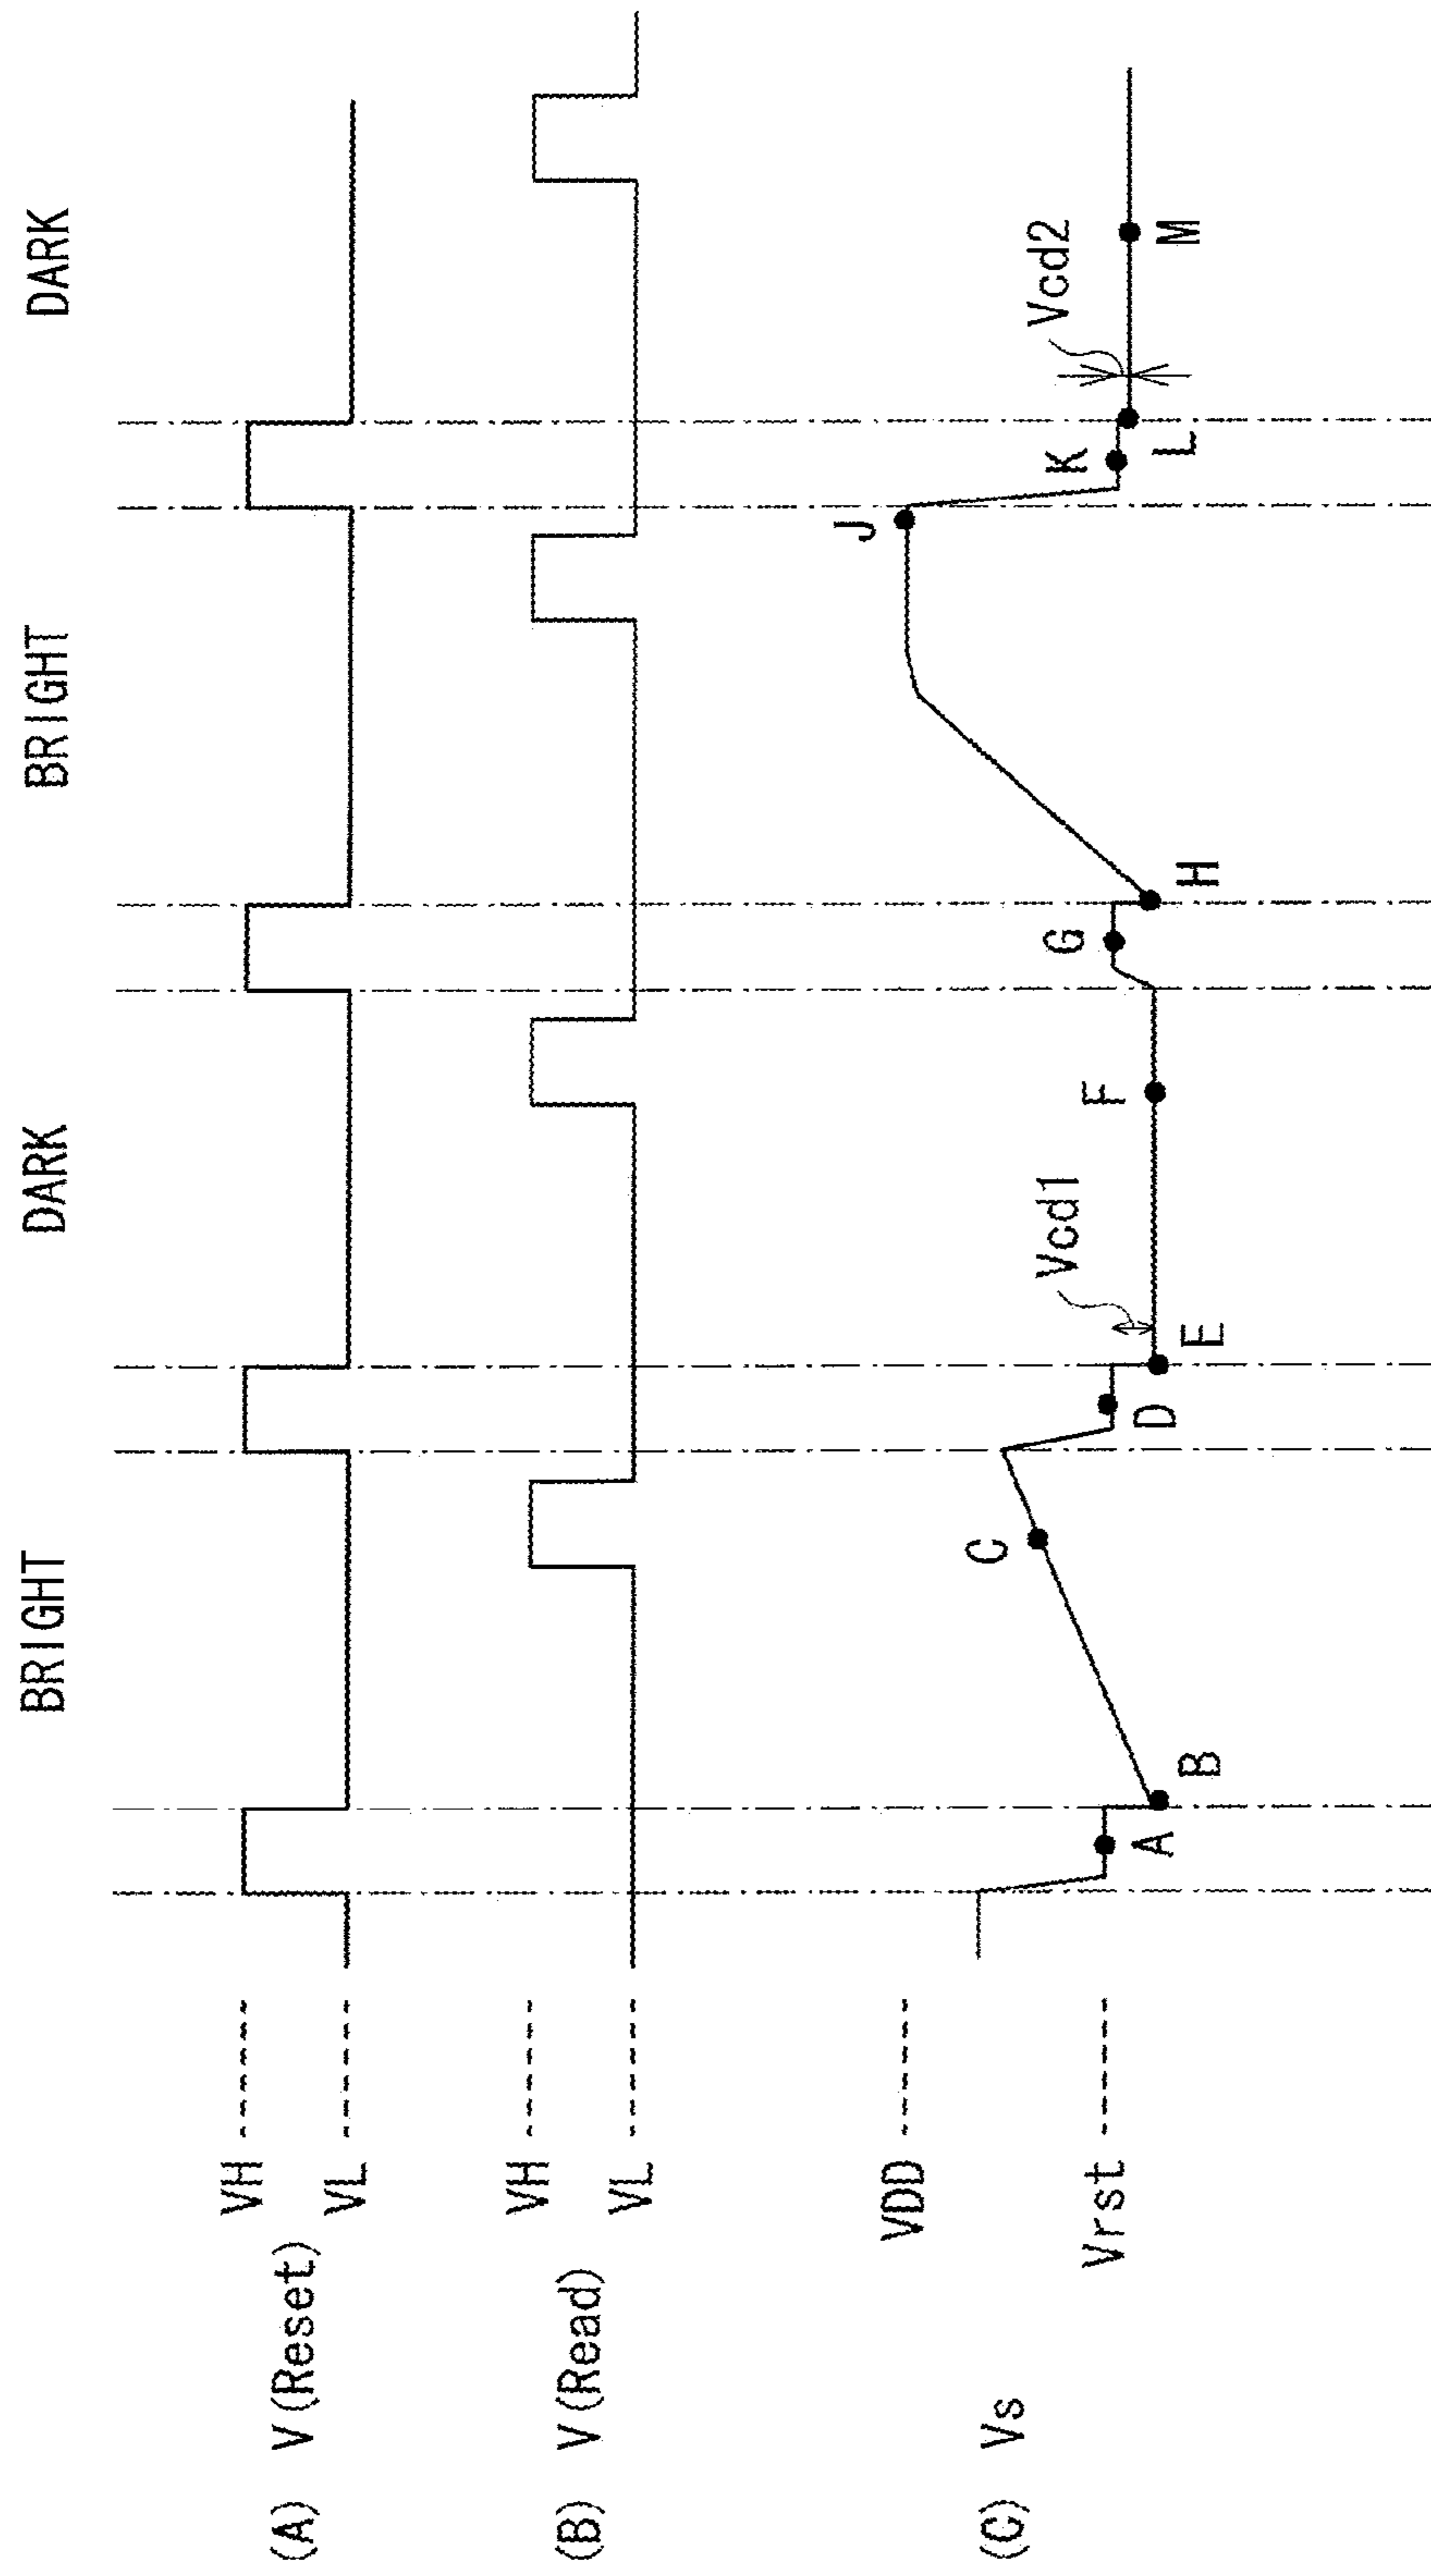 BRIGHT
DARK
BRIGHT
DARK
(A) V(Reset)
VH
VL
(B) V(Read)
VH
VL
(C) Vs
VDD
Vrst
A
B
C
D
E
Vcd1
F
G
H
J
K
L
Vcd2
M